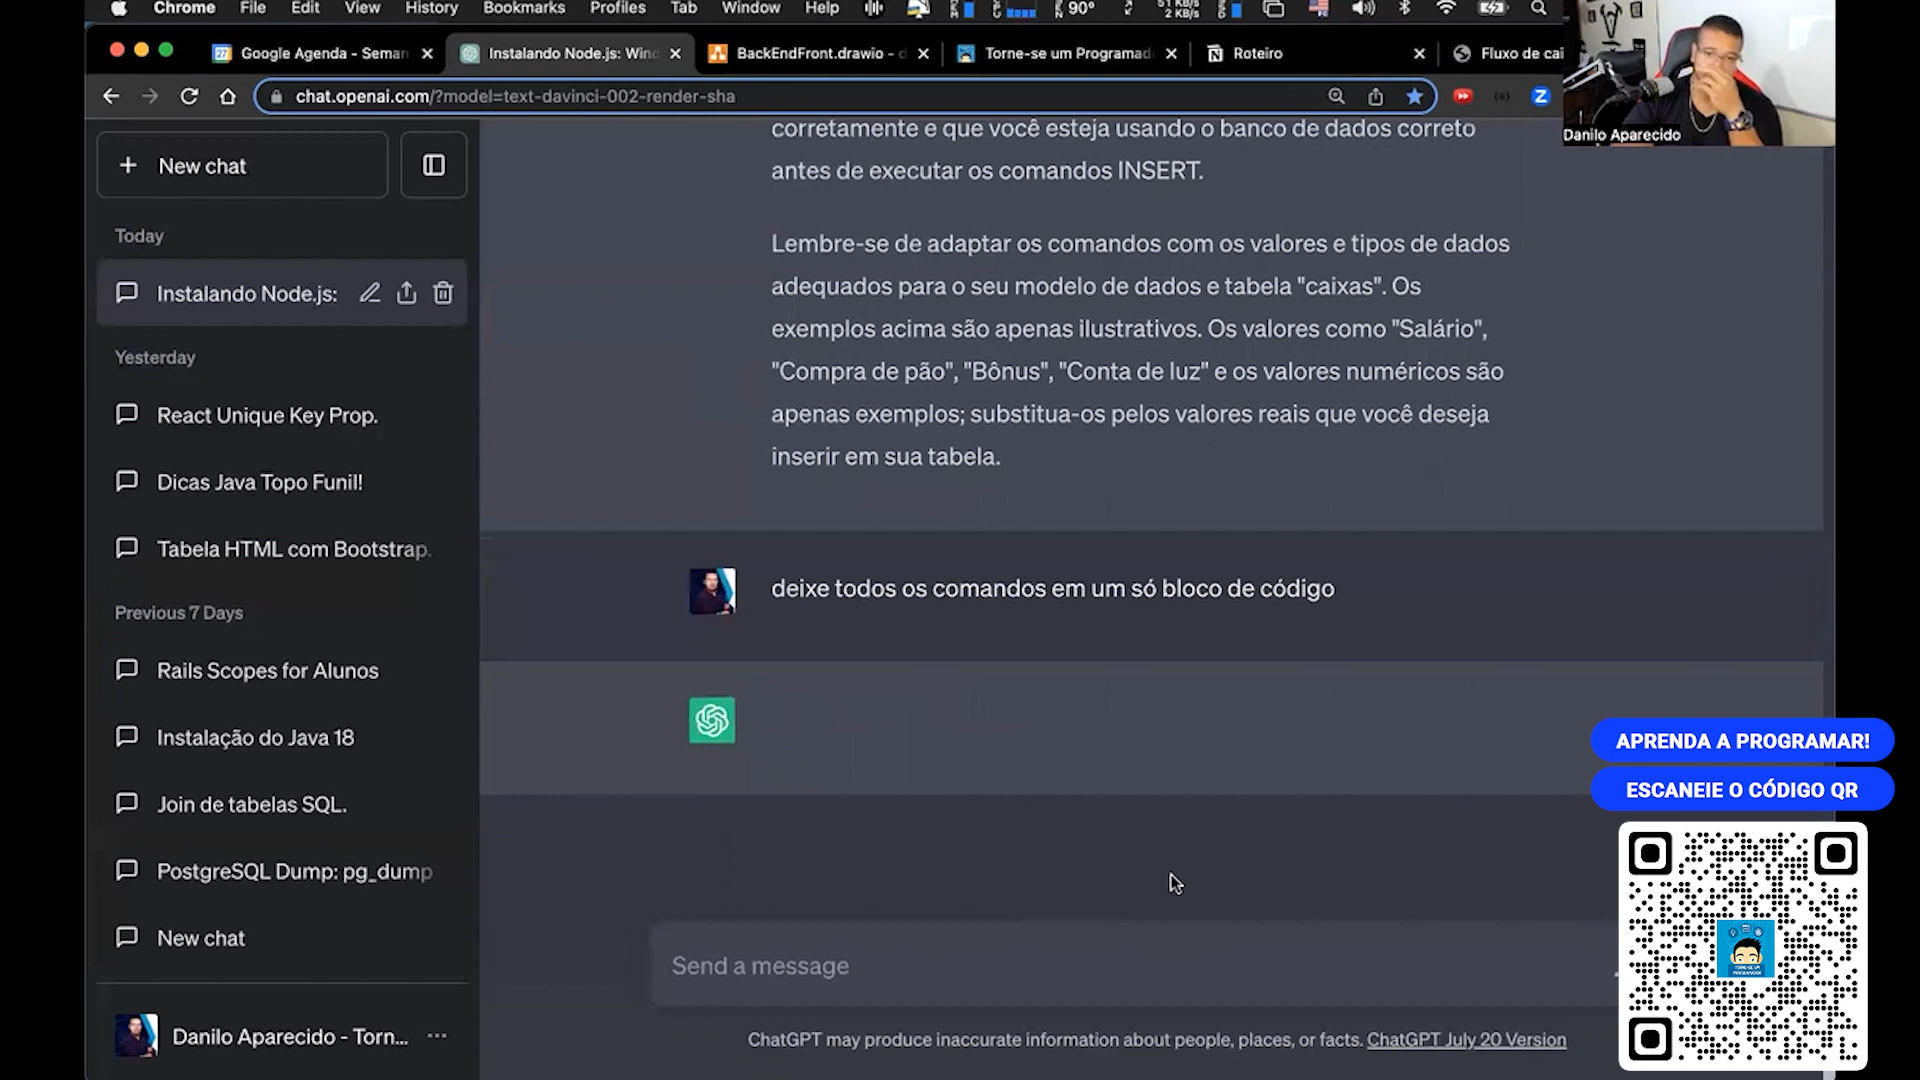 Chrome File Edit View History Bookmarks Profiles Tab Window Help 90° 51 KB/s 2 KB/s
Google Agenda - Seman
Instalando Node.js: Wind
BackEndFront.drawio - d
Torne-se um Programad
Roteiro
Fluxo de cai
chat.openai.com/?model=text-davinci-002-render-sha
Danilo Aparecido
New chat
Today
Instalando Node.js:
Yesterday
React Unique Key Prop.
Dicas Java Topo Funil!
Tabela HTML com Bootstrap.
Previous 7 Days
Rails Scopes for Alunos
Instalação do Java 18
Join de tabelas SQL.
PostgreSQL Dump: pg_dump
New chat
Danilo Aparecido - Torn...
corretamente e que você esteja usando o banco de dados correto
antes de executar os comandos INSERT.
Lembre-se de adaptar os comandos com os valores e tipos de dados
adequados para o seu modelo de dados e tabela "caixas". Os
exemplos acima são apenas ilustrativos. Os valores como "Salário",
"Compra de pão", "Bônus", "Conta de luz" e os valores numéricos são
apenas exemplos; substitua-os pelos valores reais que você deseja
inserir em sua tabela.
deixe todos os comandos em um só bloco de código
Send a message
ChatGPT may produce inaccurate information about people, places, or facts. ChatGPT July 20 Version
APRENDA A PROGRAMAR!
ESCANEIE O CÓDIGO QR